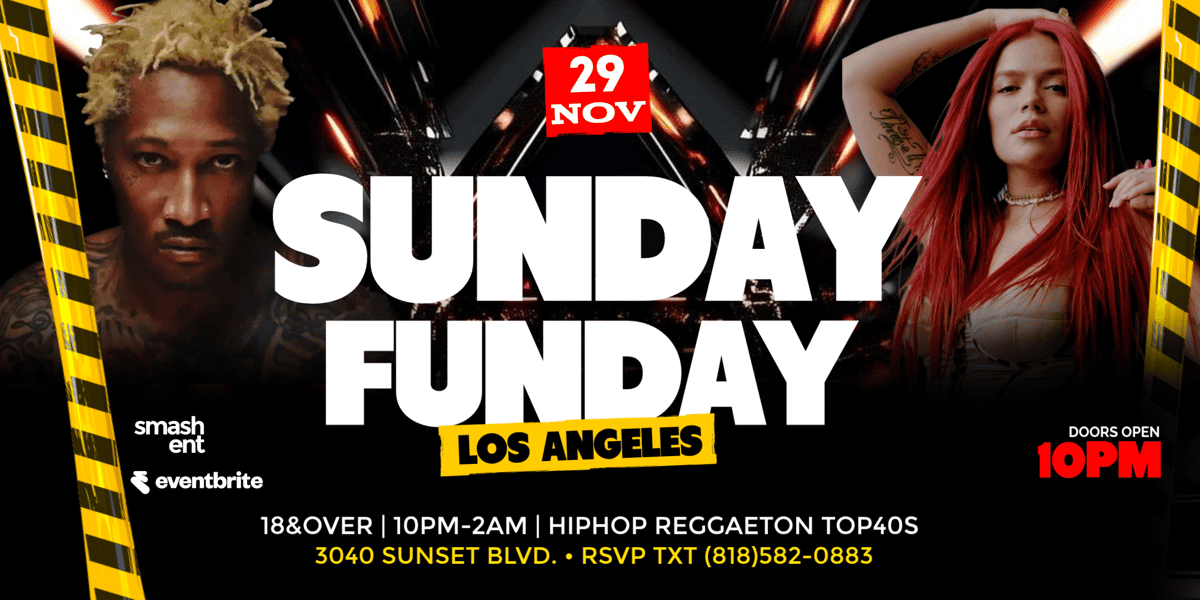 29
NOV
SUNDAY
FUNDAY
LOS ANGELES
smash
ent
eventbrite
DOORS OPEN
10PM
18&OVER | 10PM-2AM | HIPHOP REGGAETON TOP40S
3040 SUNSET BLVD. • RSVP TXT (818)582-0883